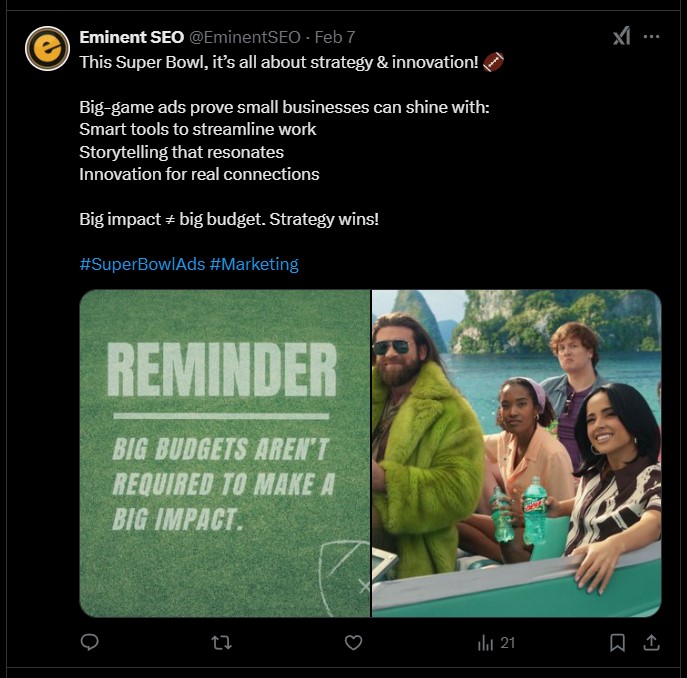 Eminent SEO @EminentSEO · Feb 7
This Super Bowl, it's all about strategy & innovation! 🏈
Big-game ads prove small businesses can shine with:
Smart tools to streamline work
Storytelling that resonates
Innovation for real connections
Big impact ≠ big budget. Strategy wins!
#SuperBowlAds #Marketing
REMINDER
BIG BUDGETS AREN'T
REQUIRED TO MAKE A
BIG IMPACT.
21